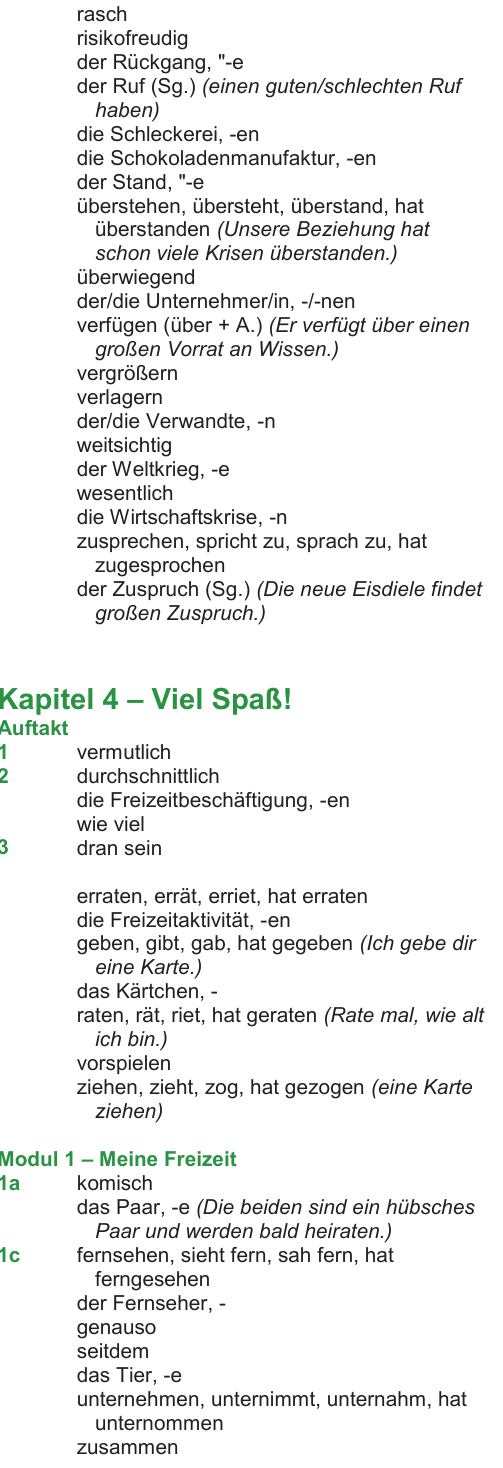 rasch
risikofreudig
der Rückgang, "-e
der Ruf (Sg.) (einen guten/schlechten Ruf
haben)
die Schleckerei, -en
die Schokoladenmanufaktur, -en
der Stand, "-e
überstehen, übersteht, überstand, hat
überstanden (Unsere Beziehung hat
schon viele Krisen überstanden.)
überwiegend
der/die Unternehmer/in, -/-nen
verfügen (über + A.) (Er verfügt über einen
großen Vorrat an Wissen.)
vergrößern
verlagern
der/die Verwandte, -n
weitsichtig
der Weltkrieg, -e
wesentlich
die Wirtschaftskrise, -n
zusprechen, spricht zu, sprach zu, hat
zugesprochen
der Zuspruch (Sg.) (Die neue Eisdiele findet
großen Zuspruch.)
Kapitel 4 – Viel Spaß!
Auftakt
1 vermutlich
2 durchschnittlich
die Freizeitbeschäftigung, -en
wie viel
3 dran sein
erraten, errät, erriet, hat erraten
die Freizeitaktivität, -en
geben, gibt, gab, hat gegeben (Ich gebe dir
eine Karte.)
das Kärtchen, -
raten, rät, riet, hat geraten (Rate mal, wie alt
ich bin.)
vorspielen
ziehen, zieht, zog, hat gezogen (eine Karte
ziehen)
Modul 1 – Meine Freizeit
1a komisch
das Paar, -e (Die beiden sind ein hübsches
Paar und werden bald heiraten.)
1c fernsehen, sieht fern, sah fern, hat
ferngesehen
der Fernseher, -
genauso
seitdem
das Tier, -e
unternehmen, unternimmt, unternahm, hat
unternommen
zusammen